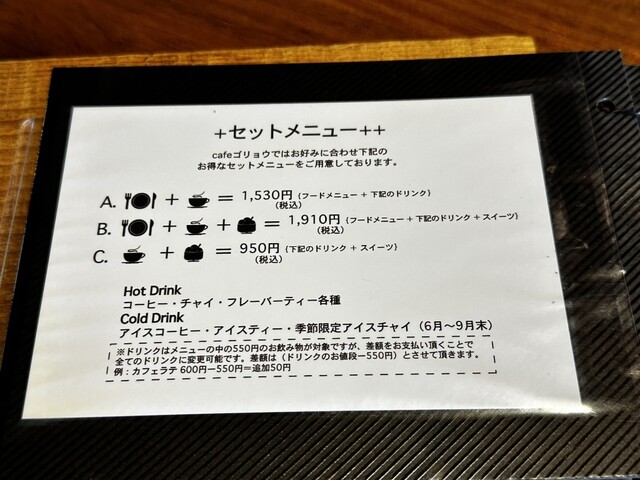 +セットメニュー++
cafeゴリョウではお好みに合わせ下記の
お得なセットメニューをご用意しております。
A. + = 1,530円 {フードメニュー + 下記のドリンク}
(税込)
B. + + = 1,910円 {フードメニュー + 下記のドリンク + スイーツ}
(税込)
C. + = 950円 {下記のドリンク + スイーツ}
(税込)
Hot Drink
コーヒー・チャイ・フレーバーティー各種
Cold Drink
アイスコーヒー・アイスティー・季節限定アイスチャイ（6月〜9月末）
※ドリンクはメニューの中の550円のお飲み物が対象ですが、差額をお支払い頂くことで
全てのドリンクに変更可能です。差額は（ドリンクのお値段ー550円）とさせて頂きます。
例：カフェラテ 600円ー550円＝追加50円